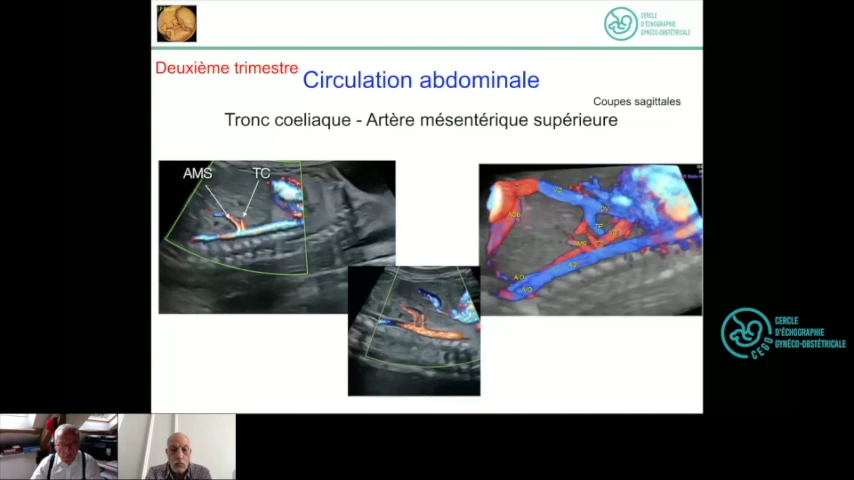 CERCLE
D'ÉCHOGRAPHIE
GYNÉCO-OBSTÉTRICALE
Deuxième trimestre
Circulation abdominale
Coupes sagittales
Tronc coeliaque - Artère mésentérique supérieure
AMS
TC
CERCLE
D'ÉCHOGRAPHIE
GYNÉCO-OBSTÉTRICALE
CEGO